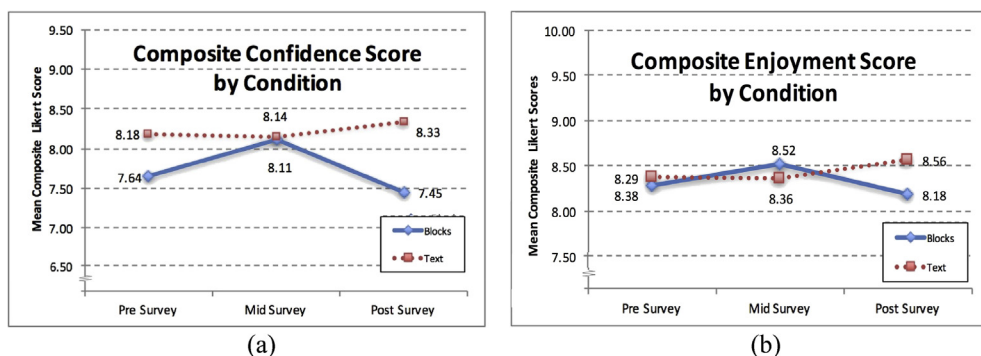 Composite Confidence Score
by Condition
Mean Composite Likert Score
9.50
9.00
8.50
8.00
7.50
7.00
6.50
8.18
8.14
8.33
7.64
8.11
7.45
Blocks
Text
Pre Survey
Mid Survey
Post Survey
(a)
Composite Enjoyment Score
by Condition
Mean Composite Likert Scores
10.00
9.50
9.00
8.50
8.00
7.50
8.29
8.38
8.52
8.36
8.56
8.18
Blocks
Text
Pre Survey
Mid Survey
Post Survey
(b)